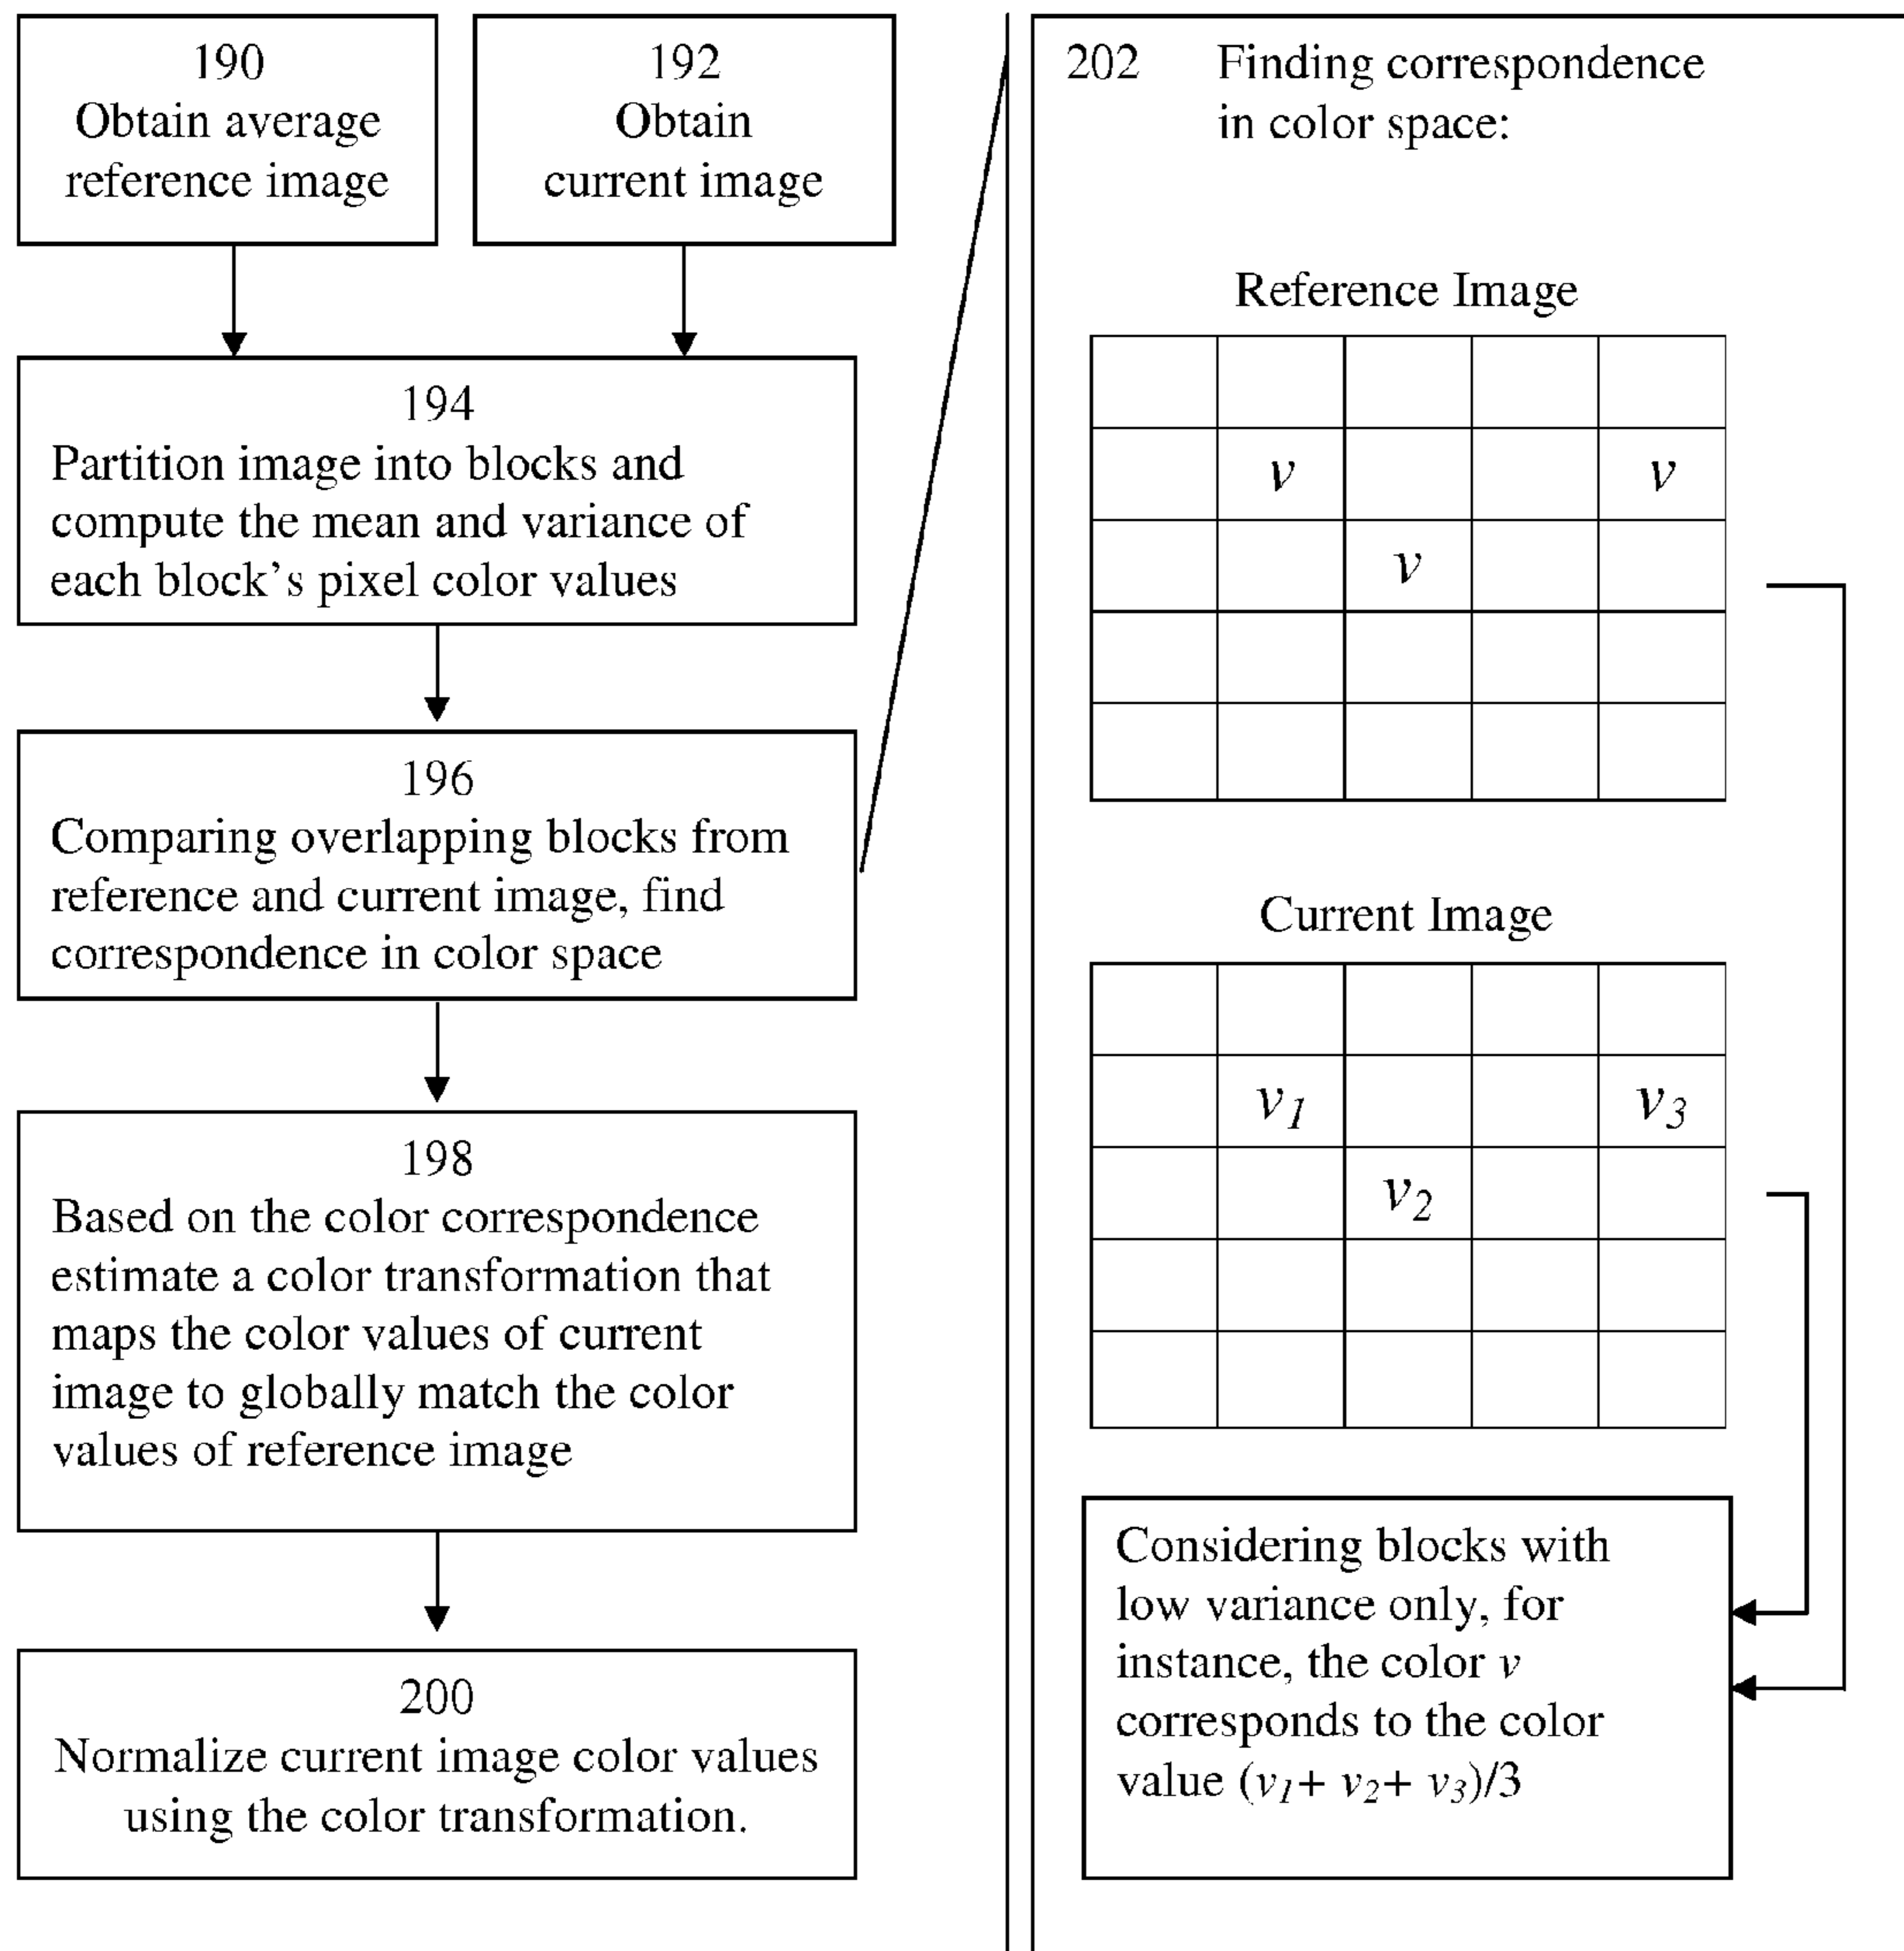 190
Obtain average
reference image
192
Obtain
current image
194
Partition image into blocks and
compute the mean and variance of
each block’s pixel color values
196
Comparing overlapping blocks from
reference and current image, find
correspondence in color space
198
Based on the color correspondence
estimate a color transformation that
maps the color values of current
image to globally match the color
values of reference image
200
Normalize current image color values
using the color transformation.
202 Finding correspondence
in color space:
Reference Image
v v
v
Current Image
v1 v3
v2
Considering blocks with
low variance only, for
instance, the color v
corresponds to the color
value (v1+ v2+ v3)/3